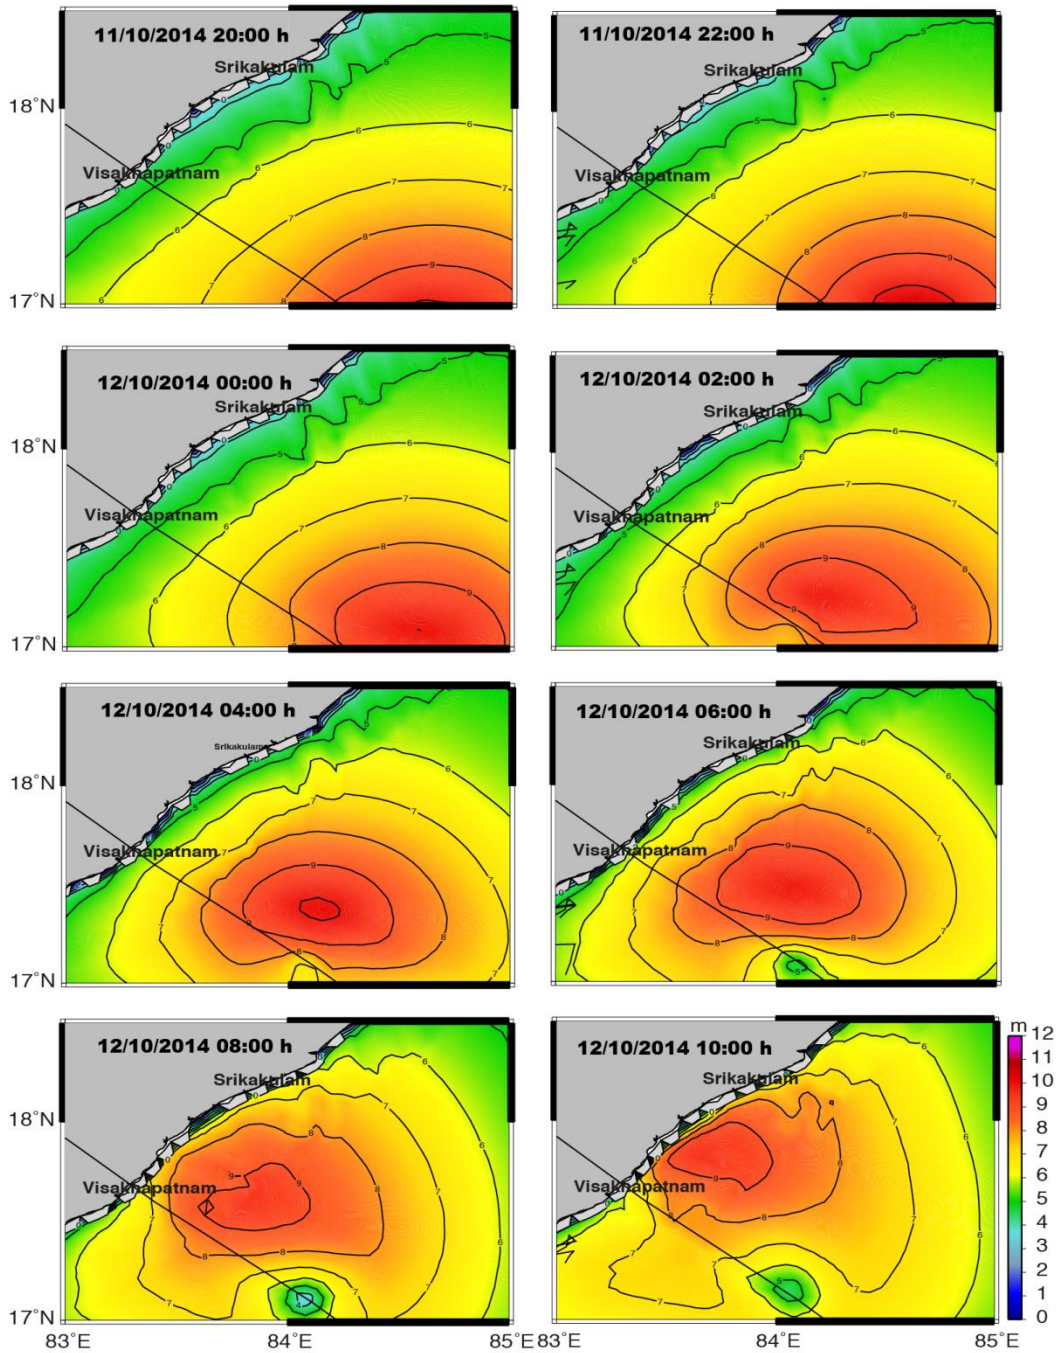 11/10/2014 20:00 h
11/10/2014 22:00 h
Srikakulam
Srikakulam
18°N
Visakhapatnam
Visakhapatnam
17°N
12/10/2014 00:00 h
12/10/2014 02:00 h
Srikakulam
Srikakulam
18°N
Visakhapatnam
Visakhapatnam
17°N
12/10/2014 04:00 h
12/10/2014 06:00 h
Srikakulam
Srikakulam
18°N
Visakhapatnam
Visakhapatnam
17°N
12/10/2014 08:00 h
12/10/2014 10:00 h
Srikakulam
Srikakulam
18°N
Visakhapatnam
Visakhapatnam
17°N
83°E
84°E
85°E
83°E
84°E
85°E
m
12
11
10
9
8
7
6
5
4
3
2
1
0